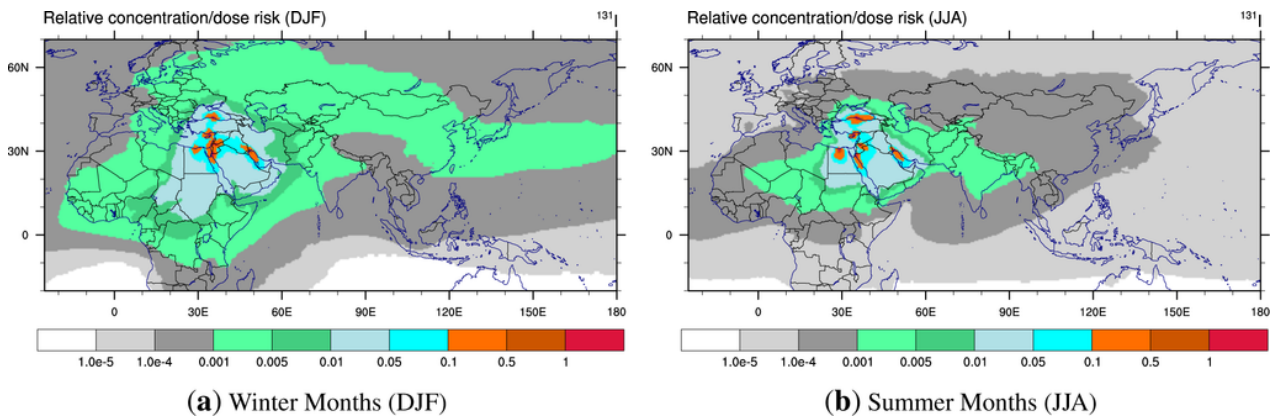 Relative concentration/dose risk (DJF) 131
60N
30N
0
0 30E 60E 90E 120E 150E 180
1.0e-5 1.0e-4 0.001 0.005 0.01 0.05 0.1 0.5 1
(a) Winter Months (DJF)
Relative concentration/dose risk (JJA) 131
60N
30N
0
0 30E 60E 90E 120E 150E 180
1.0e-5 1.0e-4 0.001 0.005 0.01 0.05 0.1 0.5 1
(b) Summer Months (JJA)